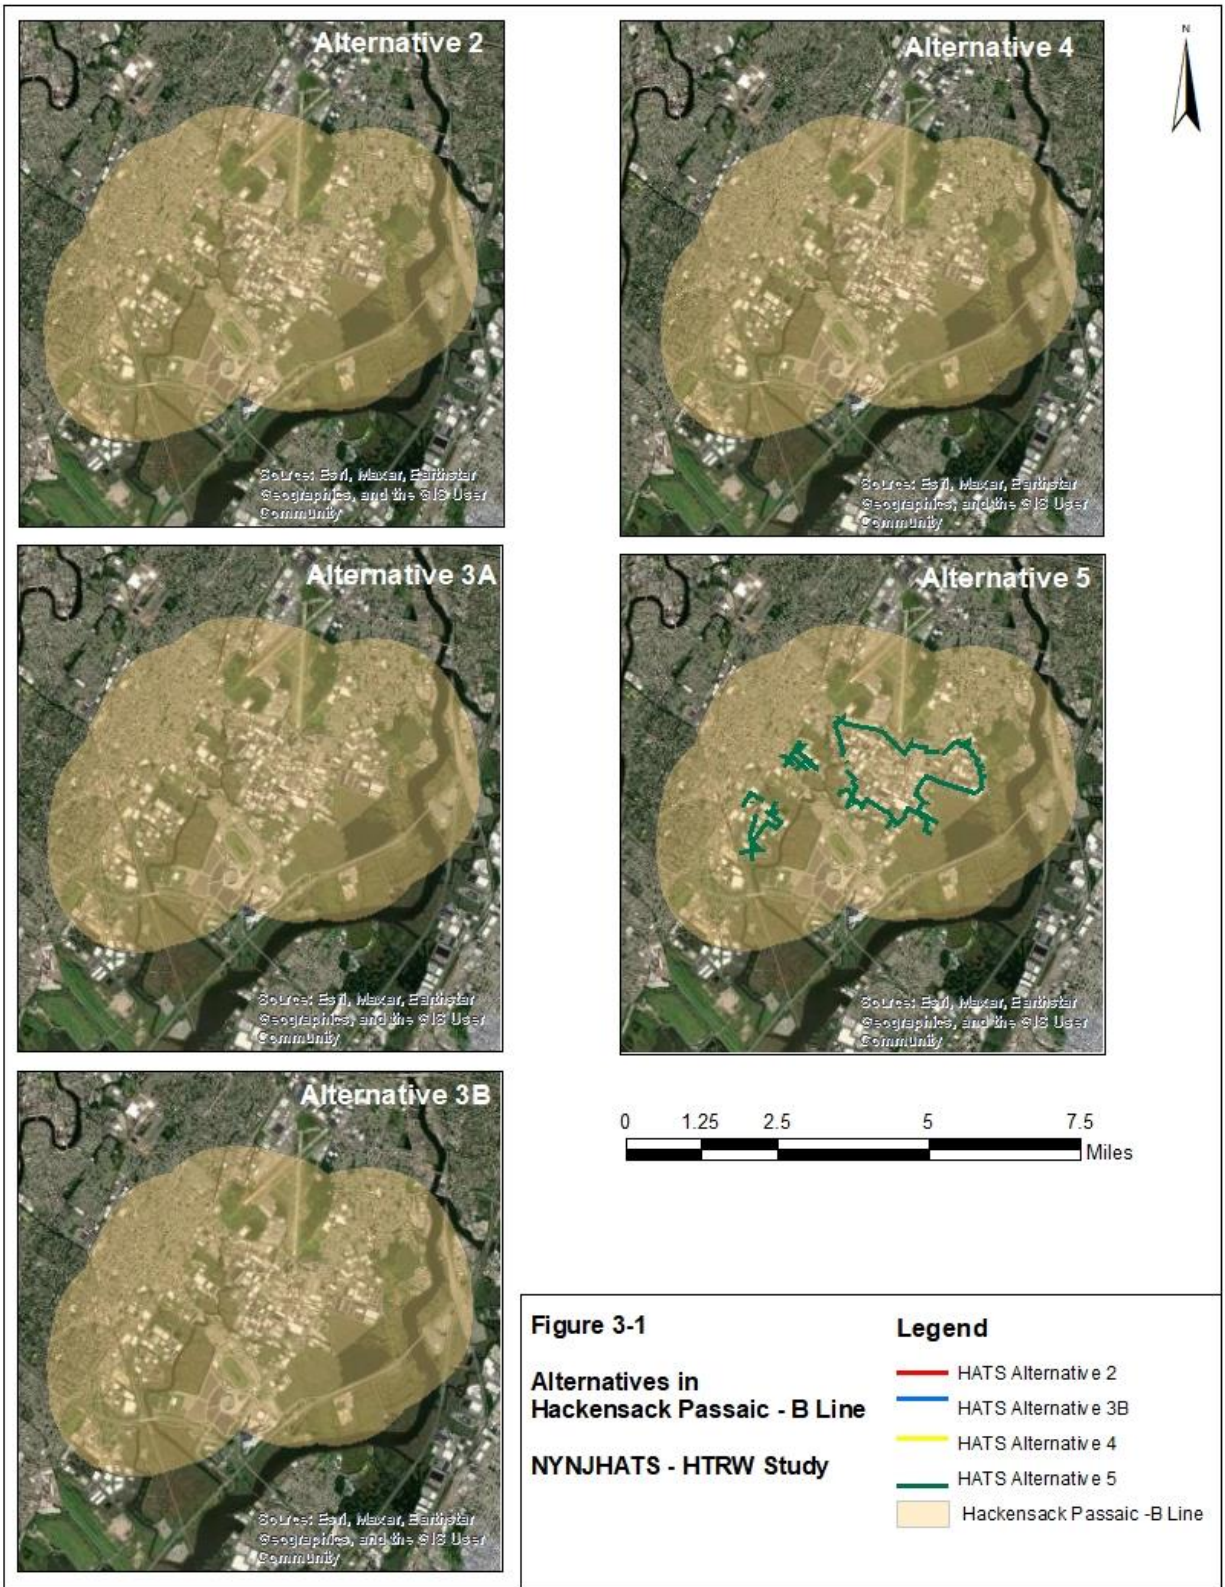 Alternative 2
Source: Esri, Maxar, Earthstar
Geographics, and the GIS User
Community
Alternative 4
Source: Esri, Maxar, Earthstar
Geographics, and the GIS User
Community
N
Alternative 3A
Source: Esri, Maxar, Earthstar
Geographics, and the GIS User
Community
Alternative 5
Source: Esri, Maxar, Earthstar
Geographics, and the GIS User
Community
Alternative 3B
Source: Esri, Maxar, Earthstar
Geographics, and the GIS User
Community
0 1.25 2.5 5 7.5
Miles
Figure 3-1
Alternatives in
Hackensack Passaic - B Line
NYNJHATS - HTRW Study
Legend
HATS Alternative 2
HATS Alternative 3B
HATS Alternative 4
HATS Alternative 5
Hackensack Passaic -B Line